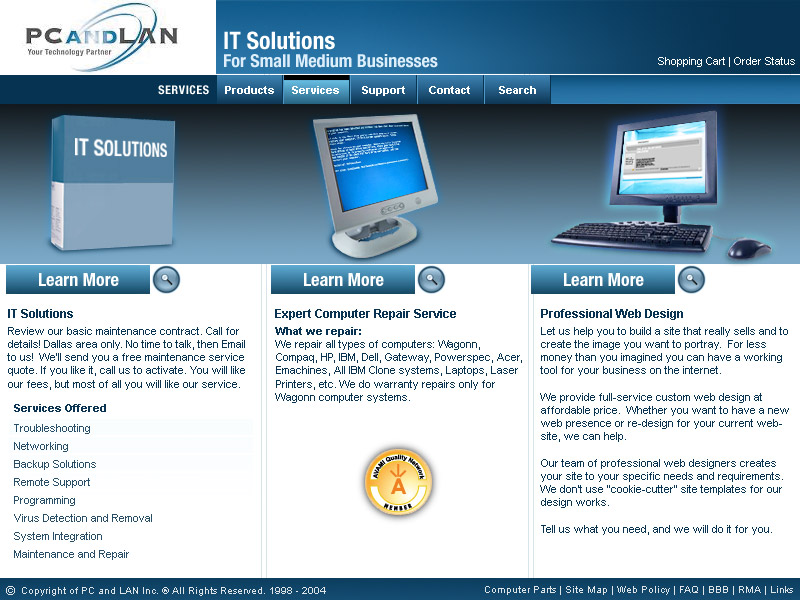 PC AND LAN
Your Technology Partner
IT Solutions
For Small Medium Businesses
Shopping Cart | Order Status
SERVICES
Products
Services
Support
Contact
Search
IT SOLUTIONS
Learn More
Learn More
Learn More
IT Solutions
Review our basic maintenance contract. Call for
details! Dallas area only. No time to talk, then Email
to us! We'll send you a free maintenance service
quote. If you like it, call us to activate. You will like
our fees, but most of all you will like our service.
Services Offered
Troubleshooting
Networking
Backup Solutions
Remote Support
Programming
Virus Detection and Removal
System Integration
Maintenance and Repair
Expert Computer Repair Service
What we repair:
We repair all types of computers: Wagonn,
Compaq, HP, IBM, Dell, Gateway, Powerspec, Acer,
Emachines, All IBM Clone systems, Laptops, Laser
Printers, etc. We do warranty repairs only for
Wagonn computer systems.
Quality Network
A
MEMBER
Professional Web Design
Let us help you to build a site that really sells and to
create the image you want to portray. For less
money than you imagined you can have a working
tool for your business on the internet.
We provide full-service custom web design at
affordable price. Whether you want to have a new
web presence or re-design for your current web-
site, we can help.
Our team of professional web designers creates
your site to your specific needs and requirements.
We don't use "cookie-cutter" site templates for our
design works.
Tell us what you need, and we will do it for you.
© Copyright of PC and LAN Inc. ® All Rights Reserved. 1998 - 2004
Computer Parts | Site Map | Web Policy | FAQ | BBB | RMA | Links